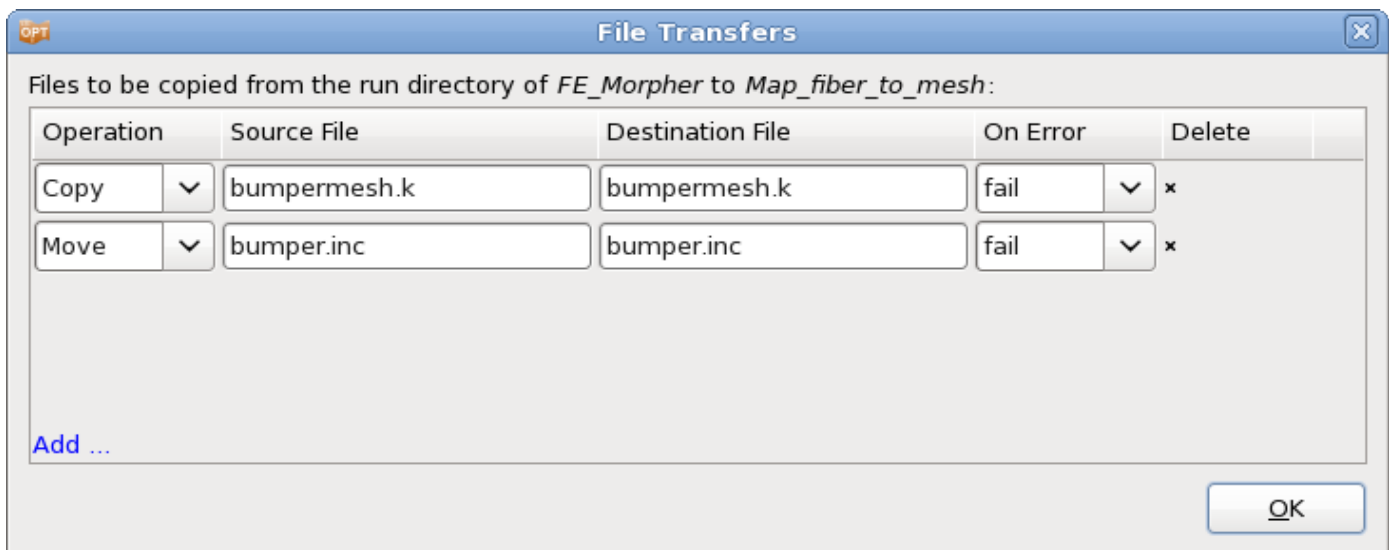 OPT File Transfers
Files to be copied from the run directory of FE_Morpher to Map_fiber_to_mesh:
Operation Source File Destination File On Error Delete
Copy bumpermesh.k bumpermesh.k fail
Move bumper.inc bumper.inc fail
Add ...
OK